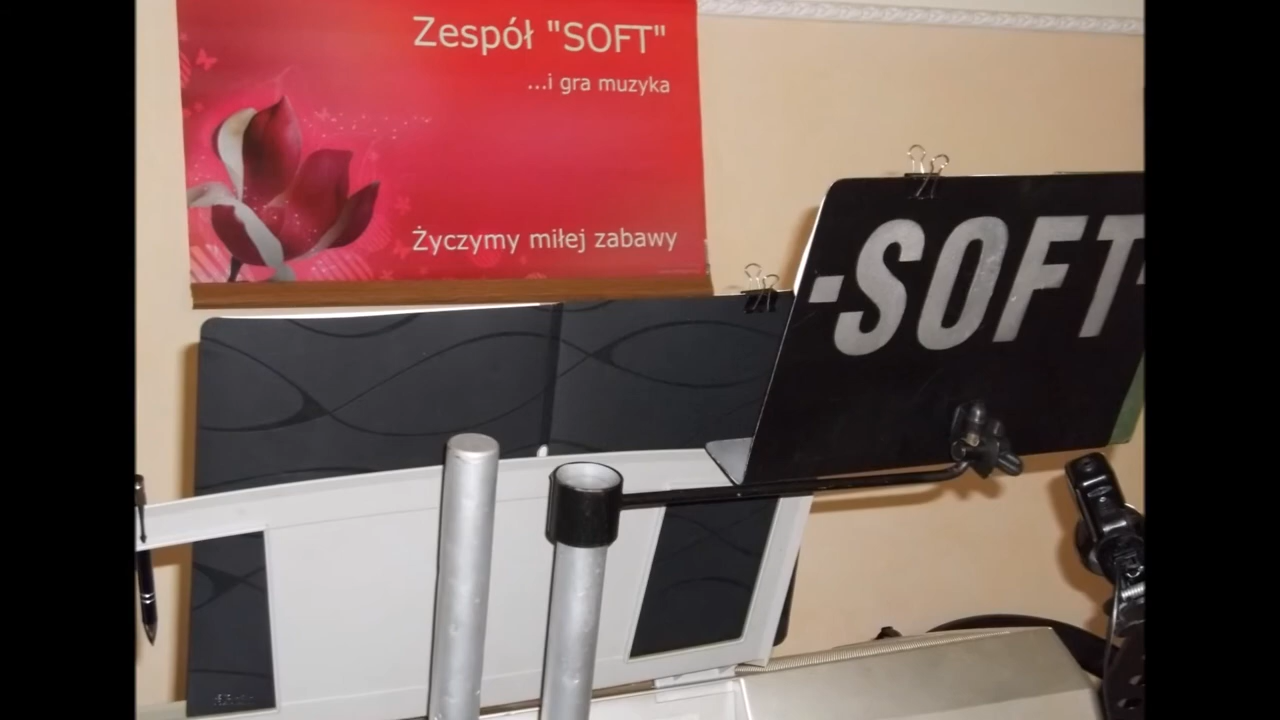 Zespół "SOFT"
...i gra muzyka
Życzymy miłej zabawy
-SOFT-